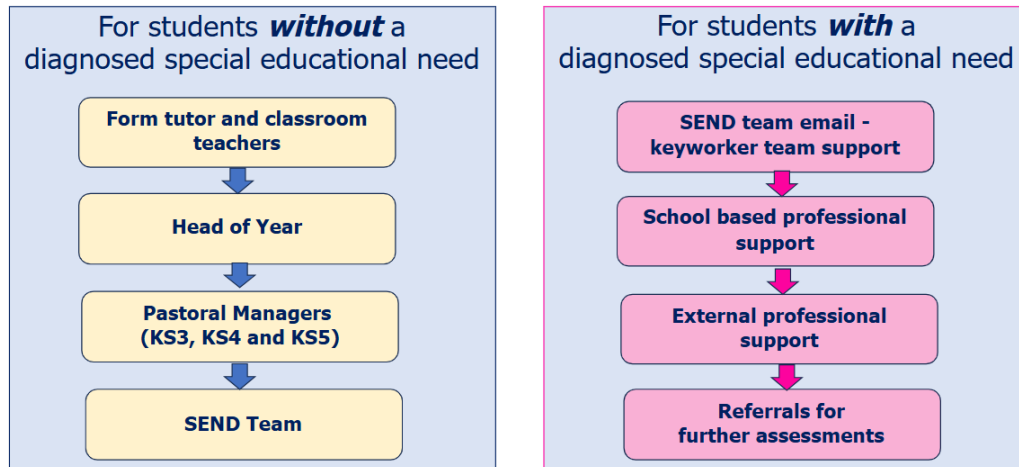 For students without a
diagnosed special educational need
Form tutor and classroom
teachers
Head of Year
Pastoral Managers
(KS3, KS4 and KS5)
SEND Team
For students with a
diagnosed special educational need
SEND team email -
keyworker team support
School based professional
support
External professional
support
Referrals for
further assessments